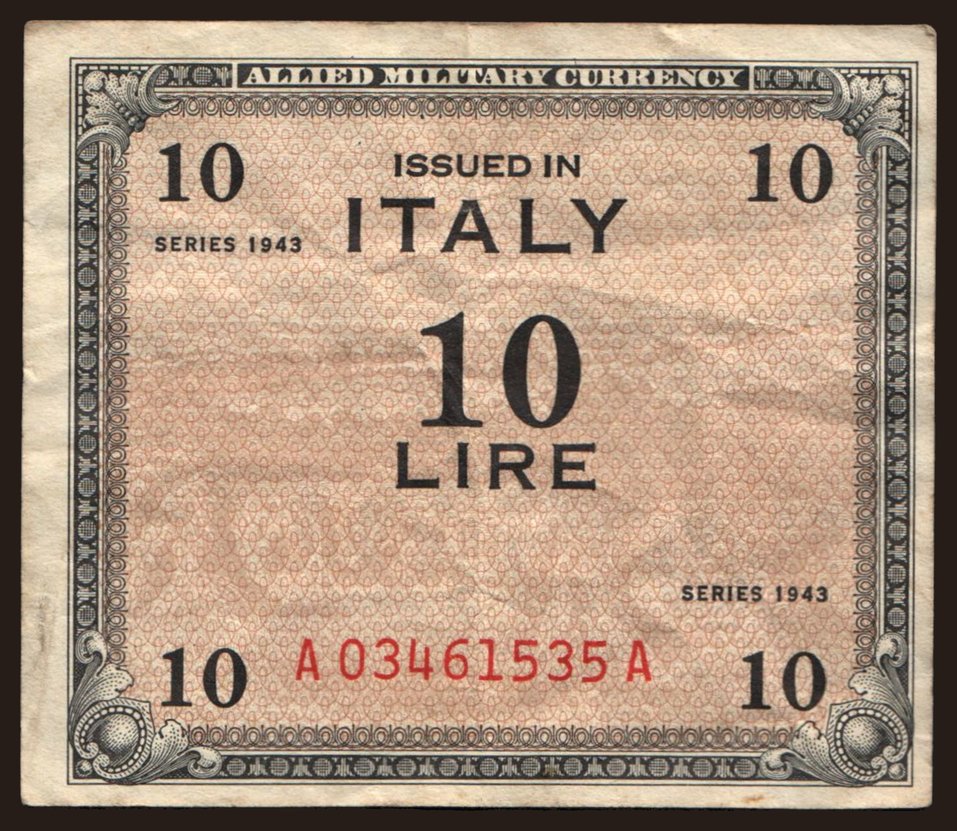 ALLIED MILITARY CURRENCY
10 ISSUED IN 10
ITALY
SERIES 1943
10
LIRE
SERIES 1943
10 A 03461535 A 10